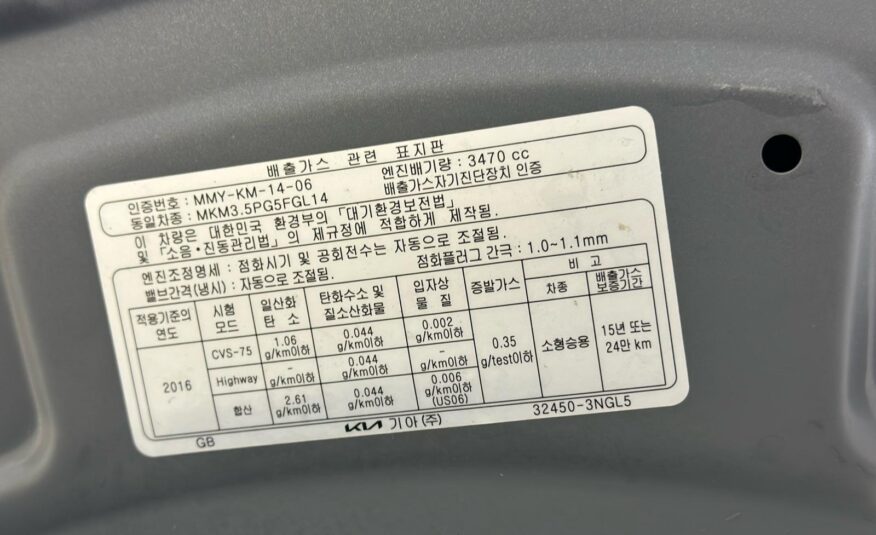 배출가스 관련 표지판
인증번호: MMY-KM-14-06
엔진배기량: 3470 cc
동일차종: MKM3.5PG5FGL14
배출가스자기진단장치 인증
이 차량은 대한민국 환경부의 「대기환경보전법」
및 「소음·진동관리법」의 제규정에 적합하게 제작됨.
엔진조정명세: 점화시기 및 공회전수는 자동으로 조절됨.
밸브간격(냉시): 자동으로 조절됨.
점화플러그 간극: 1.0~1.1mm
적용기준의 연도 시험 모드 일산화 탄 소 탄화수소 및 질소산화물 입자상 물 질 증발가스 비 고
차종 배출가스 보증기간
2016 CVS-75 1.06 g/km이하 0.044 g/km이하 0.002 g/km이하 0.35 g/test이하 소형승용 15년 또는 24만 km
Highway - g/km이하 0.044 g/km이하 - g/km이하
합산 2.61 g/km이하 0.044 g/km이하 0.006 g/km이하 (US06)
GB
KIA 기아(주)
32450-3NGL5